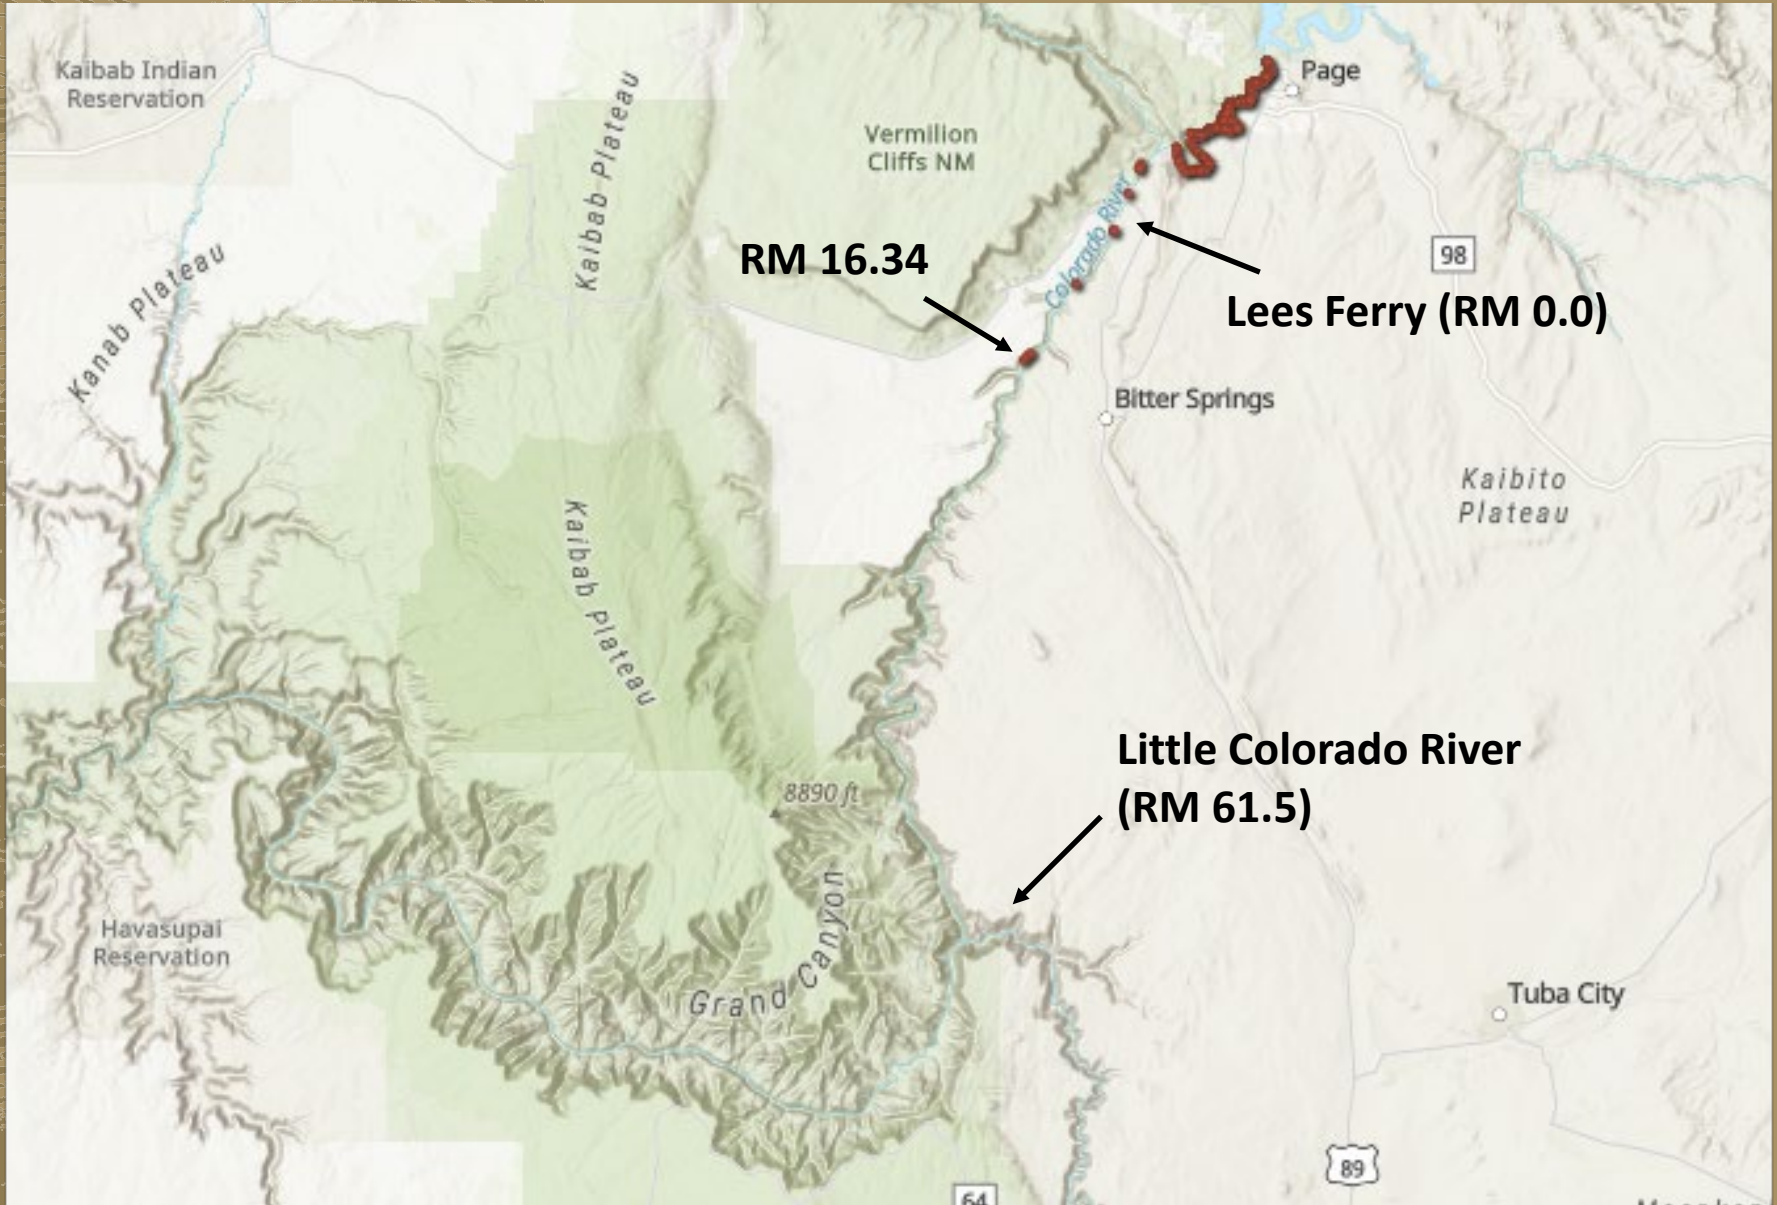 Kaibab Indian
Reservation
Page
Kaibab Plateau
Vermilion
Cliffs NM
Colorado River
RM 16.34
98
Kanab Plateau
Lees Ferry (RM 0.0)
Bitter Springs
Kaibito
Plateau
Kaibab Plateau
Little Colorado River
(RM 61.5)
8890 ft
Grand Canyon
Havasupai
Reservation
Tuba City
89
64